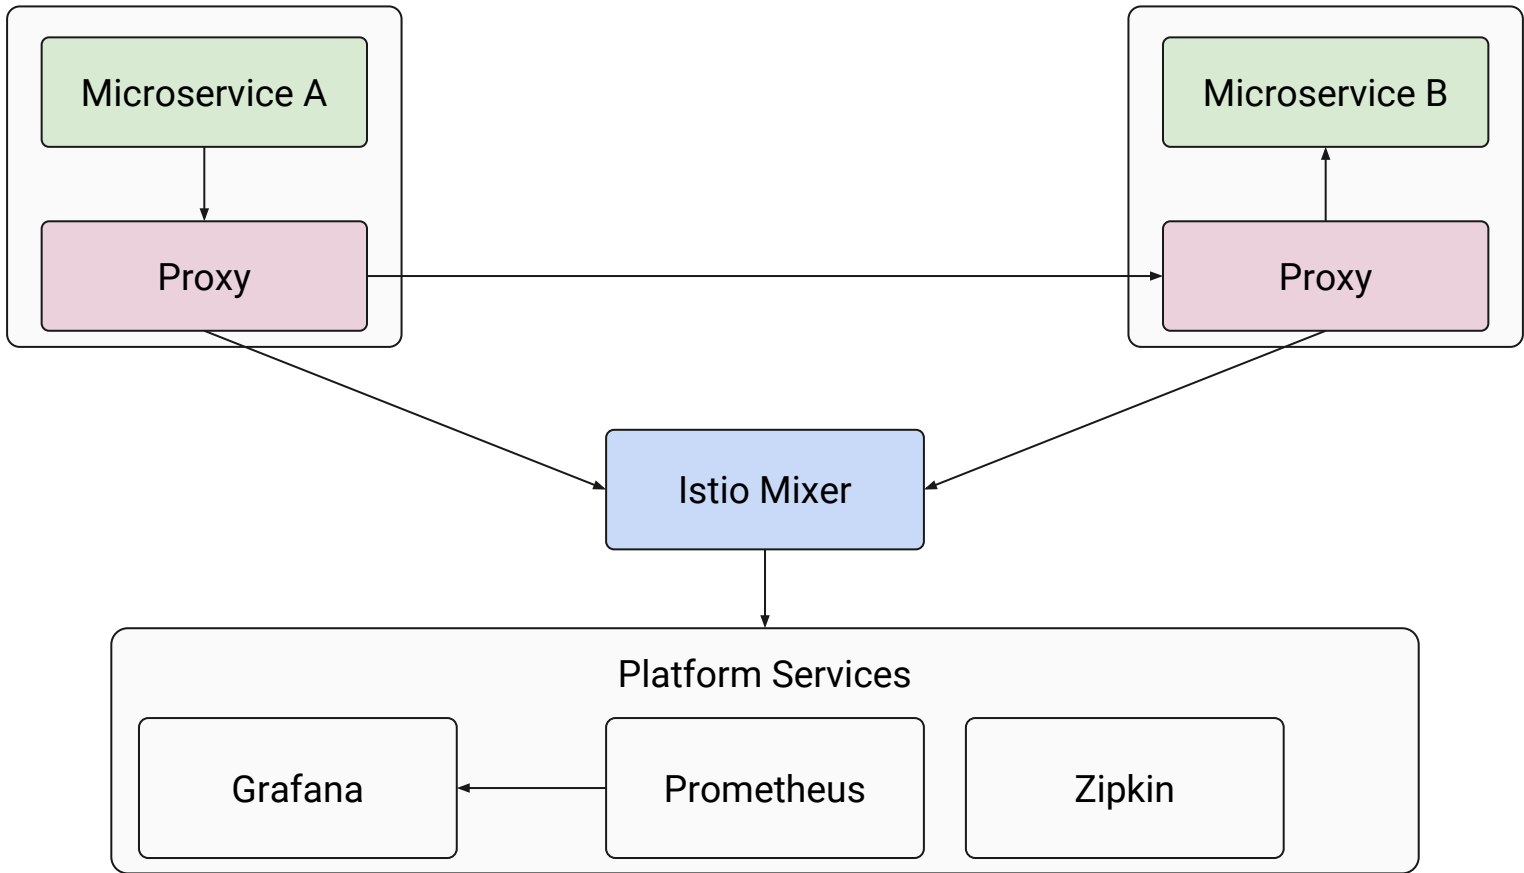 Microservice A
Microservice B
Proxy
Proxy
Istio Mixer
Platform Services
Grafana
Prometheus
Zipkin